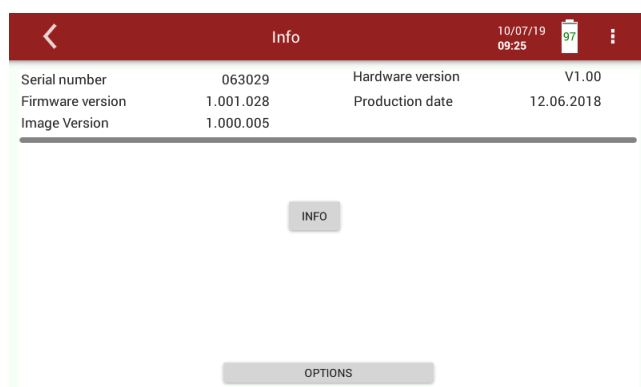 Info
10/07/19
09:25
97
Serial number 063029 Hardware version V1.00
Firmware version 1.001.028 Production date 12.06.2018
Image Version 1.000.005
INFO
OPTIONS